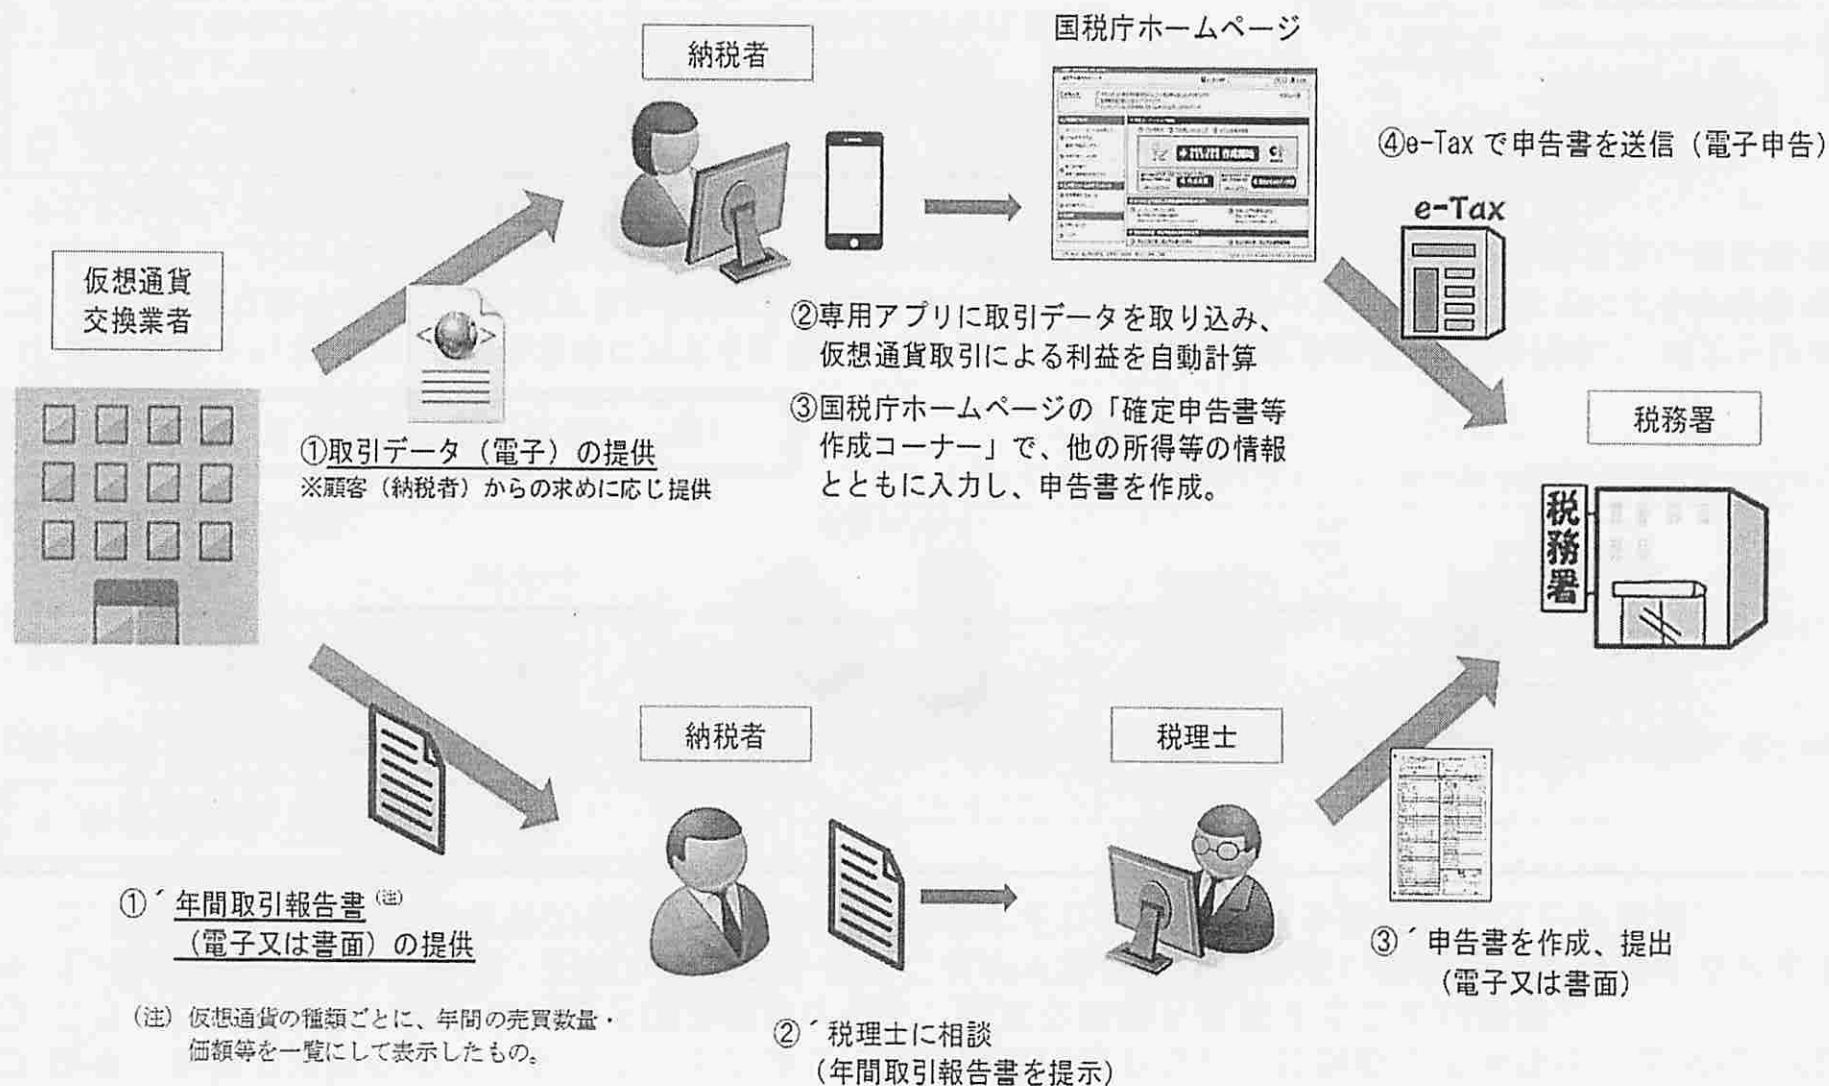 国税庁ホームページ
納税者
④e-Tax で申告書を送信（電子申告）
e-Tax
仮想通貨
交換業者
②専用アプリに取引データを取り込み、
仮想通貨取引による利益を自動計算
③国税庁ホームページの「確定申告書等
作成コーナー」で、他の所得等の情報
とともに入力し、申告書を作成。
①取引データ（電子）の提供
※顧客（納税者）からの求めに応じ提供
税務署
税務署
納税者
税理士
①´年間取引報告書（注）
（電子又は書面）の提供
(注) 仮想通貨の種類ごとに、年間の売買数量・
価額等を一覧にして表示したもの。
②´税理士に相談
（年間取引報告書を提示）
③´申告書を作成、提出
（電子又は書面）